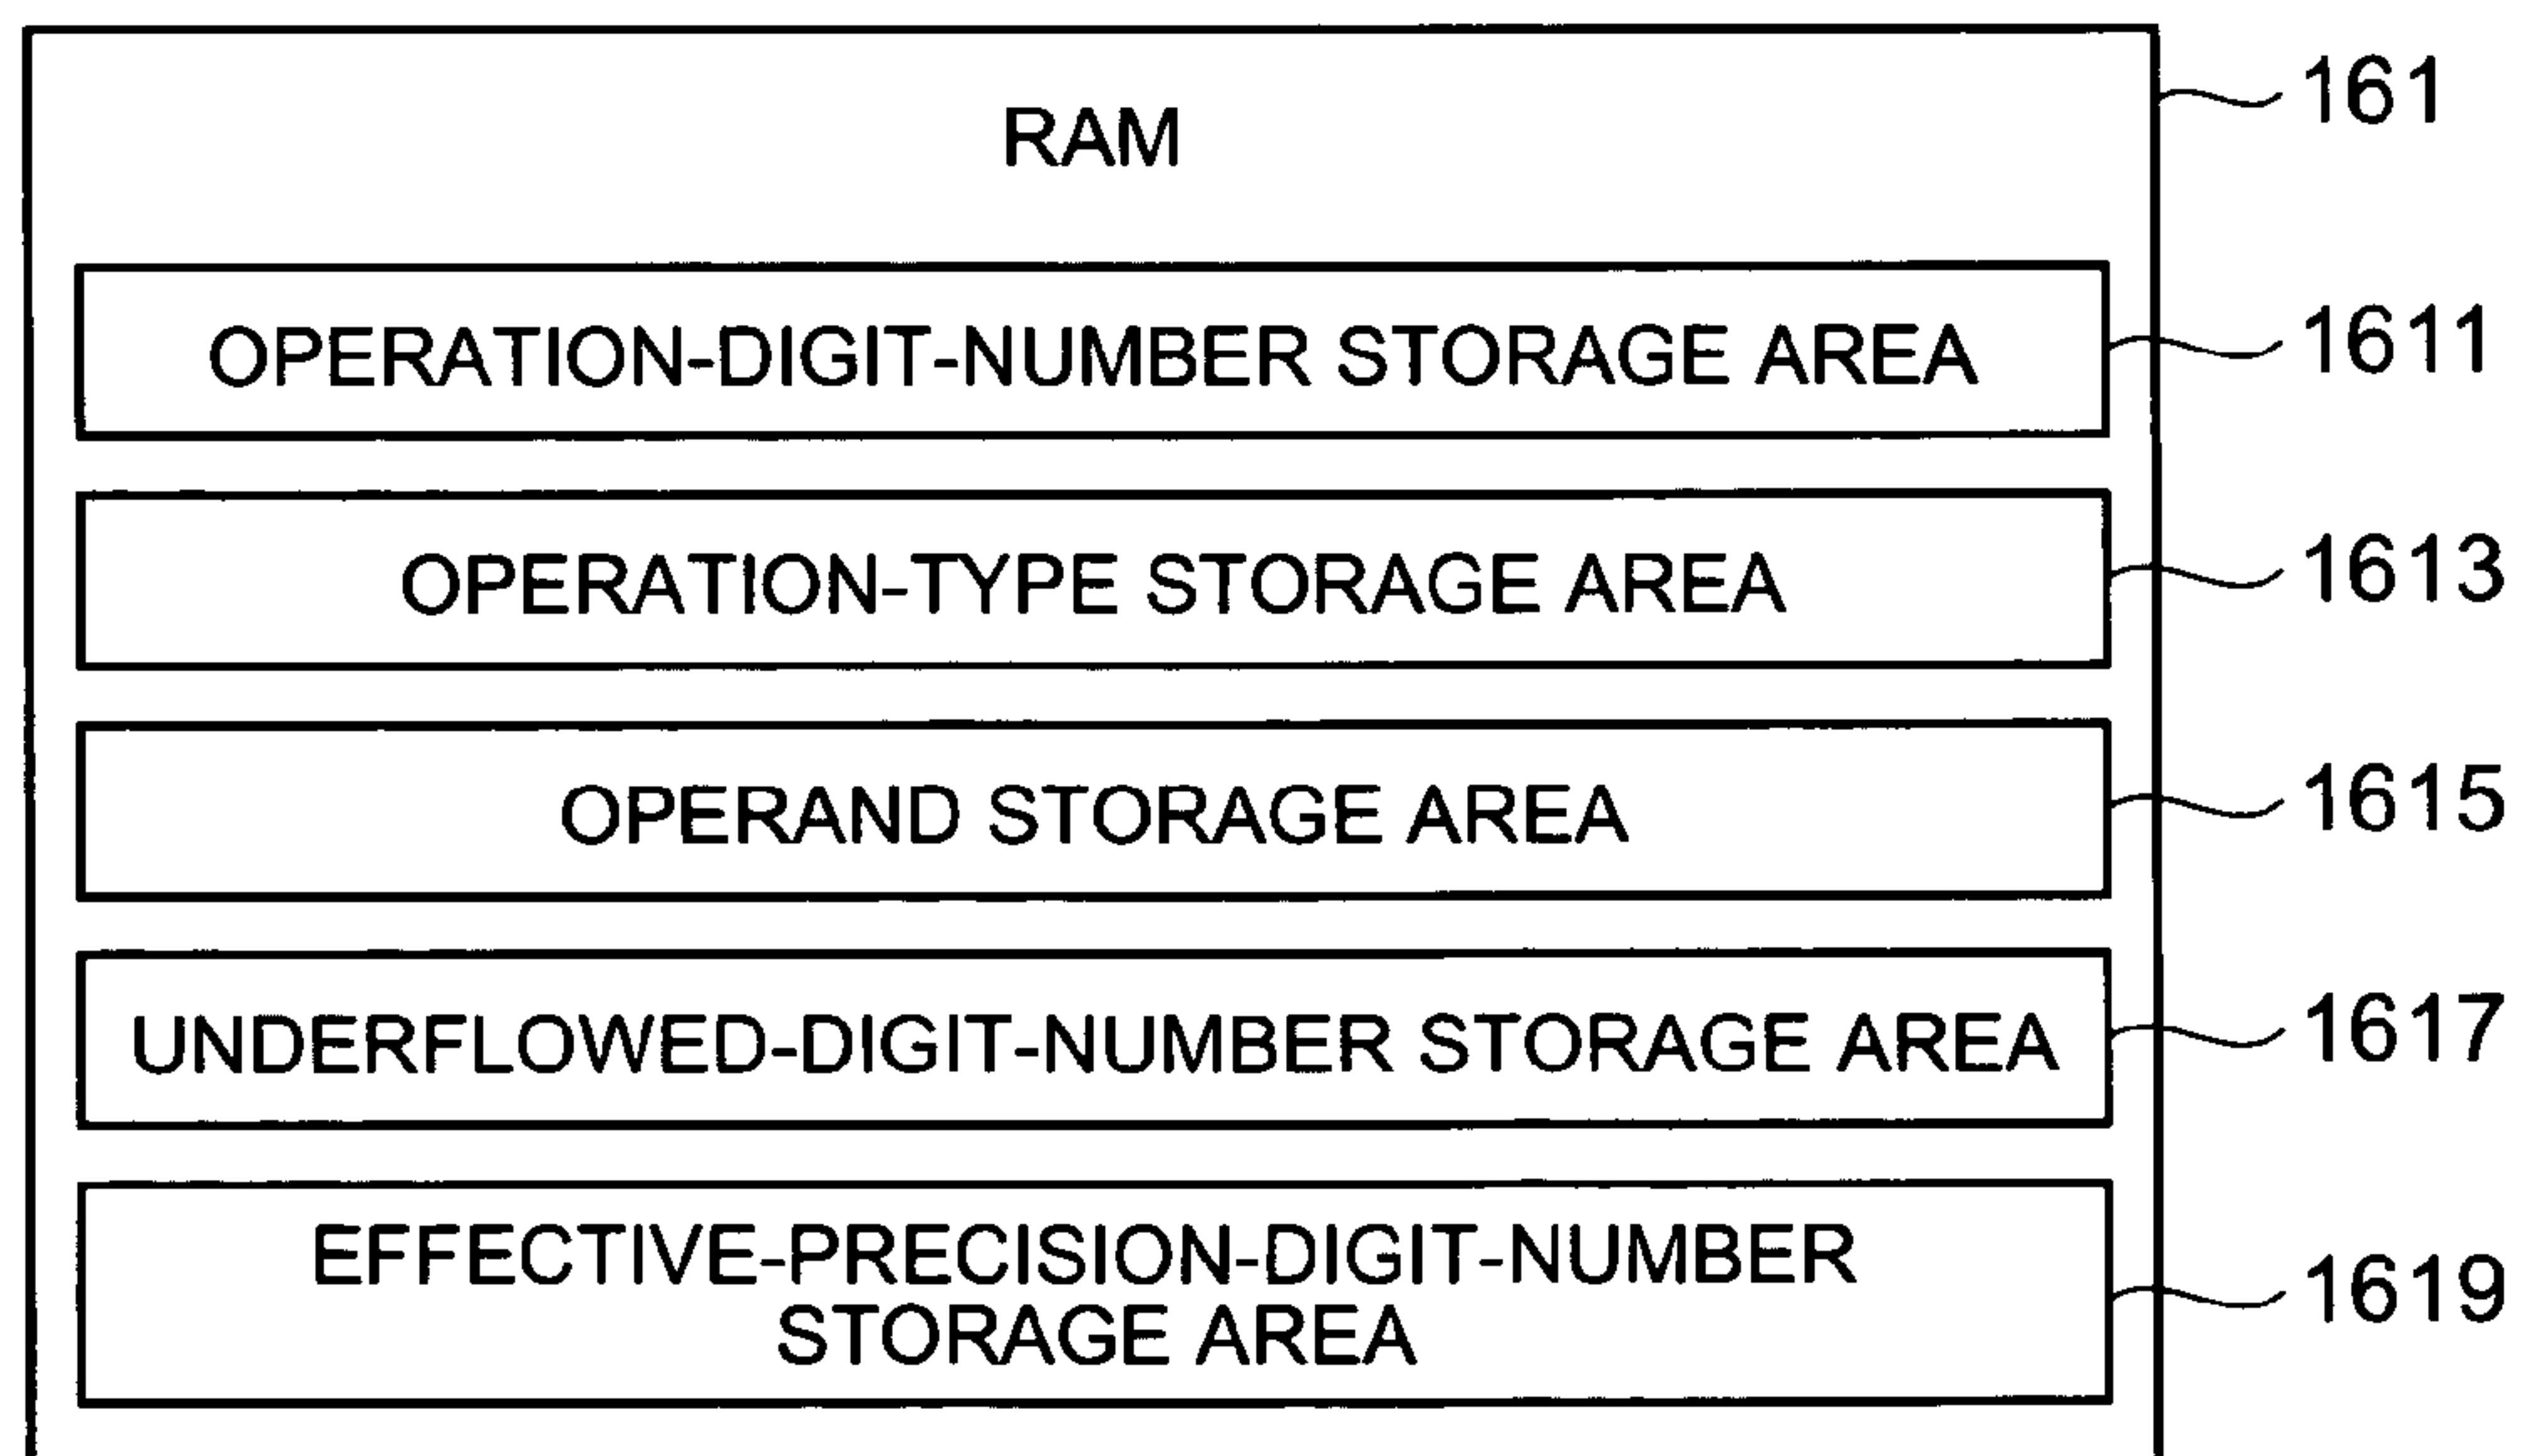 RAM
161
OPERATION-DIGIT-NUMBER STORAGE AREA
1611
OPERATION-TYPE STORAGE AREA
1613
OPERAND STORAGE AREA
1615
UNDERFLOWED-DIGIT-NUMBER STORAGE AREA
1617
EFFECTIVE-PRECISION-DIGIT-NUMBER
STORAGE AREA
1619